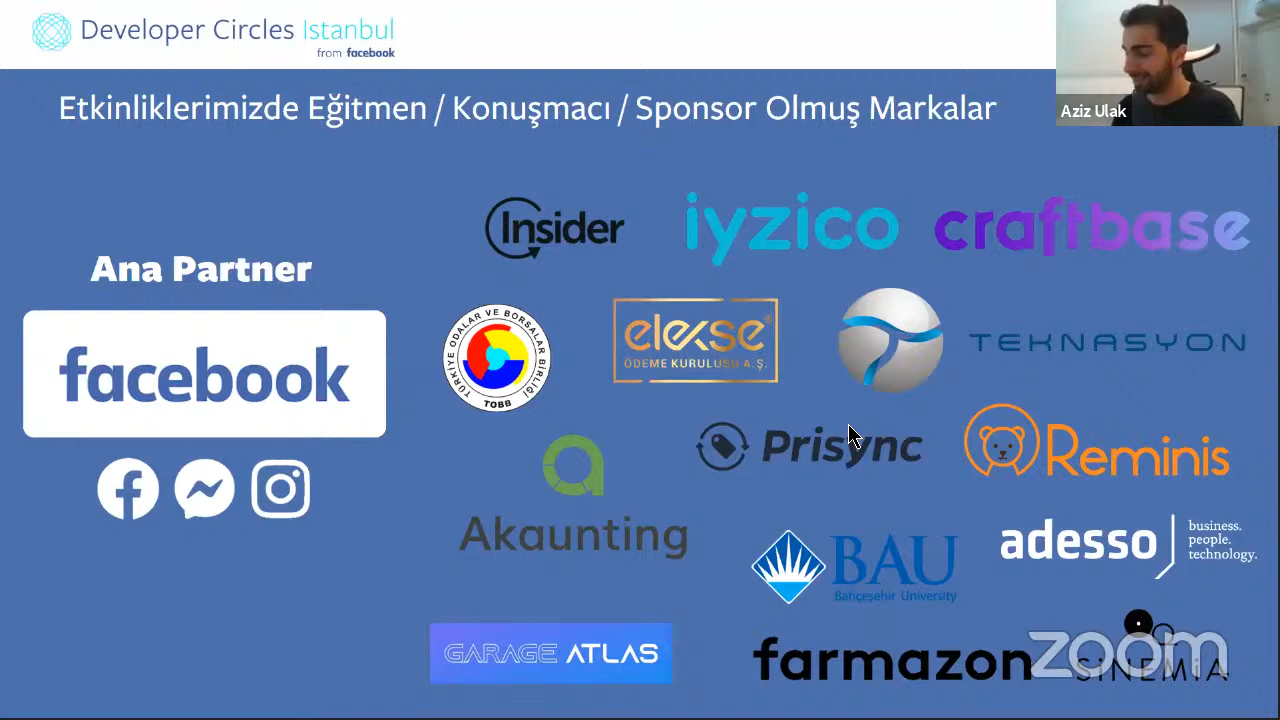 Developer Circles Istanbul
from facebook
Aziz Ulak
Etkinliklerimizde Eğitmen / Konuşmacı / Sponsor Olmuş Markalar
Ana Partner
facebook
Insider
iyzico
craftbase
TÜRKİYE ODALAR VE BORSALAR BİRLİĞİ
TOBB
elekse®
ÖDEME KURULUŞU A.Ş.
TEKNASYON
Akaunting
Prisync
Reminis
BAU
Bahçeşehir University
adesso
business.
people.
technology.
GARAGE ATLAS
farmazon
SİNEMİA
zoom